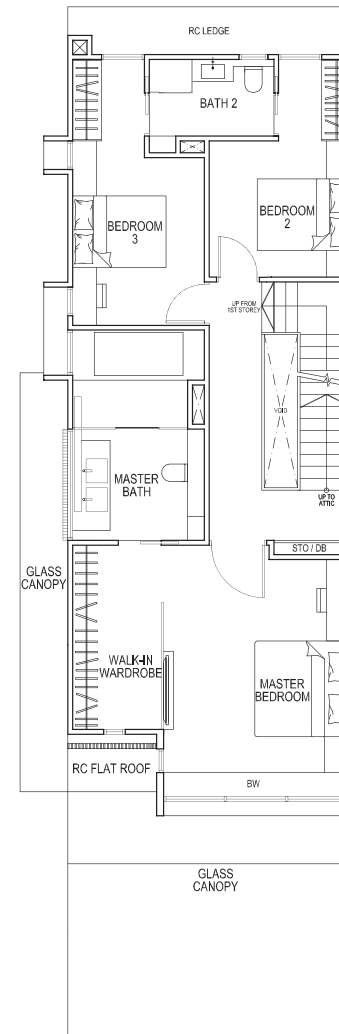 RC LEDGE
BATH 2
BEDROOM
3
BEDROOM
2
UP FROM
1ST STOREY
VOID
MASTER
BATH
UP TO
ATTIC
STO / DB
GLASS
CANOPY
WALK-IN
WARDROBE
MASTER
BEDROOM
RC FLAT ROOF
BW
GLASS
CANOPY